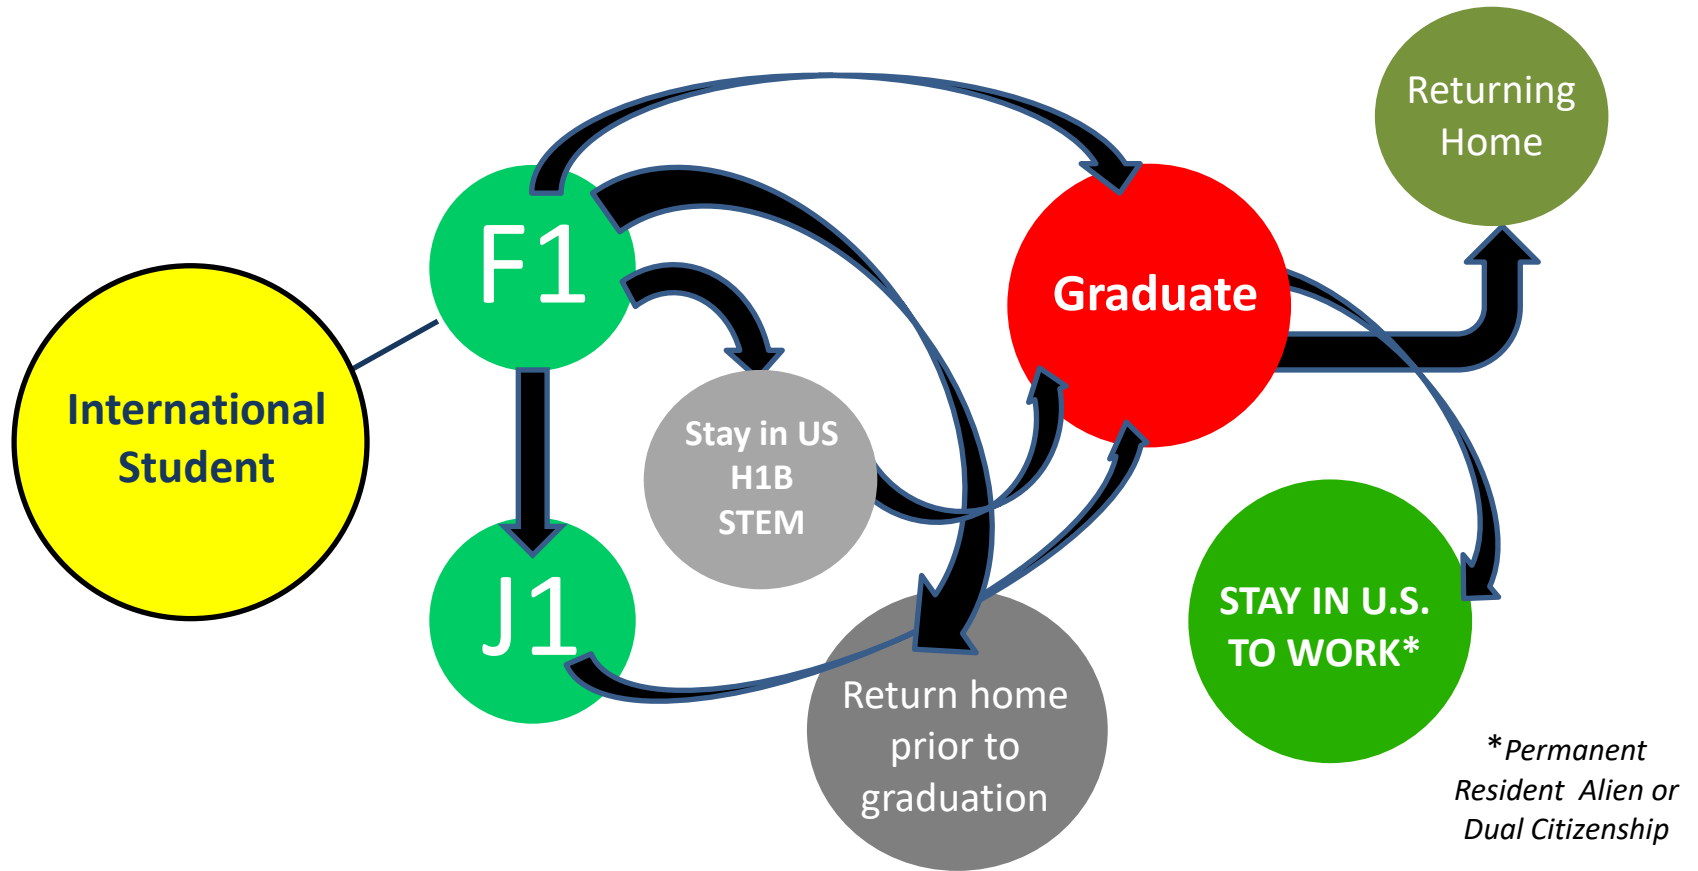 International
Student
F1
J1
Stay in US
H1B
STEM
Return home
prior to
graduation
Graduate
Returning
Home
STAY IN U.S.
TO WORK*
*Permanent
Resident Alien or
Dual Citizenship